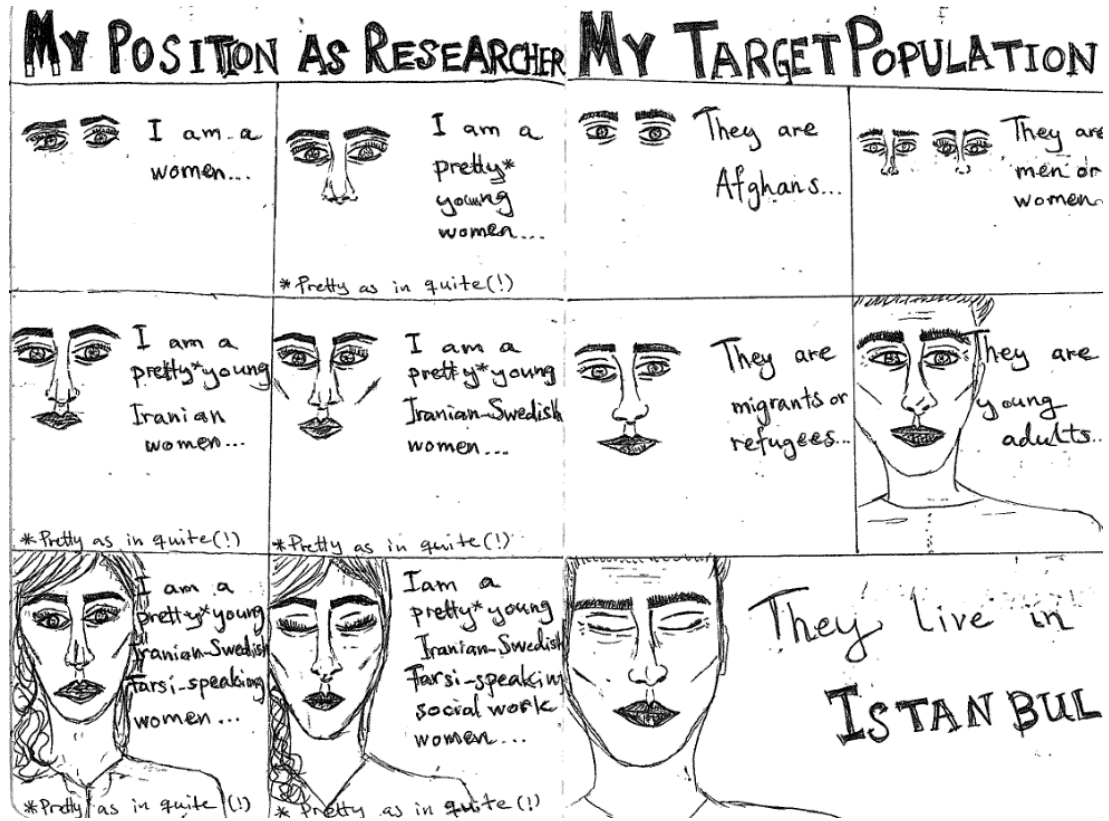 MY POSITION AS RESEARCHER
I am a
women...
I am a
pretty*
young
women...
*Pretty as in quite(!)
I am a
pretty*young
Iranian
women...
*Pretty as in quite(!)
I am a
pretty*young
Iranian-Swedish
women...
*Pretty as in quite(!)
I am a
pretty*young
Iranian-Swedish
Farsi-speaking
women...
*Pretty as in quite (!)
I am a
pretty*young
Iranian-Swedish
Farsi-speaking
social work
women...
*Pretty as in quite(!)
MY TARGET POPULATION
They are
Afghans...
They are
men or
women..
They are
migrants or
refugees...
They are
young
adults...
They live in
ISTANBUL